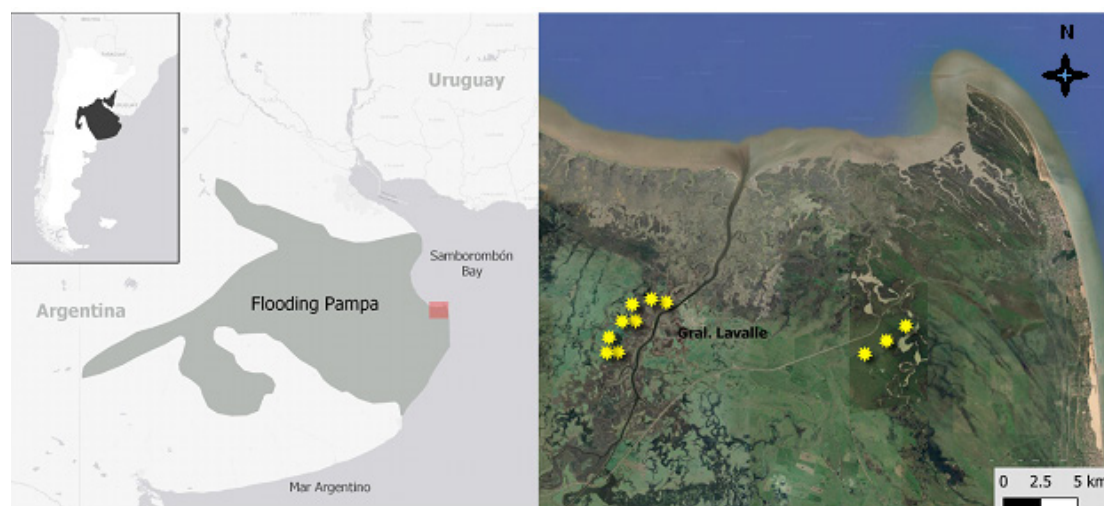 Uruguay
Samborombón
Bay
Argentina
Flooding Pampa
Mar Argentino
N
Gral. Lavalle
0 2.5 5 km